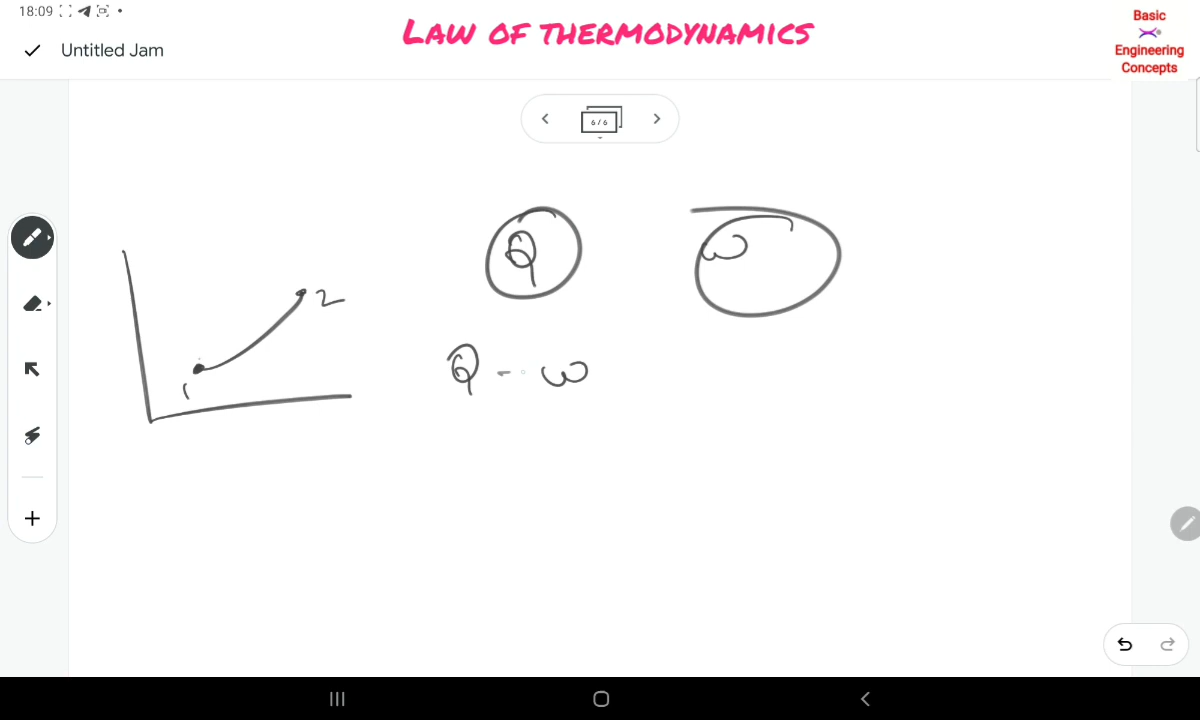 18:09
LAW OF THERMODYNAMICS
Basic
Engineering
Concepts
Untitled Jam
6 / 6
Q
W
2
1
Q - W